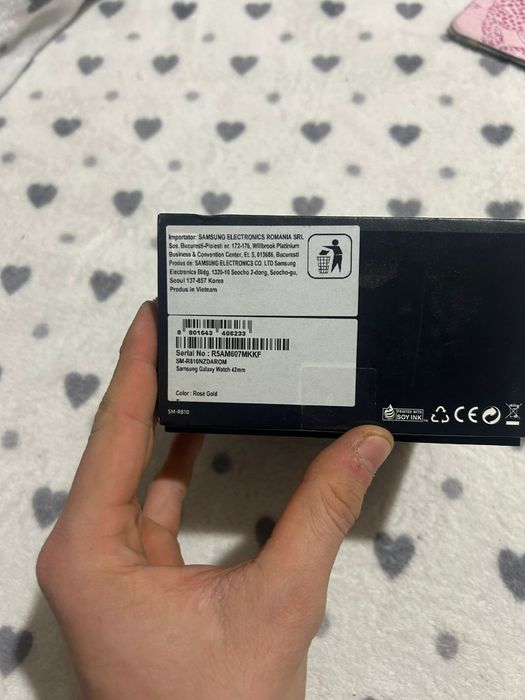 Importator: SAMSUNG ELECTRONICS ROMANIA SRL
Sos. Bucuresti-Ploiesti nr. 172-176, Willbrook Platinium
Business & Convention Center, Et. 5, 013686, Bucuresti
Produs de: SAMSUNG ELECTRONICS CO. LTD Samsung
Electronics Bldg, 1320-10 Seocho 2-dong, Seocho-gu,
Seoul 137-857 Korea
Produs in Vietnam
8 801643 406233
Serial No : R5AM607MKKF
SM-R810NZDAROM
Samsung Galaxy Watch 42mm
Color : Rose Gold
SM-R810
PRINTED WITH
SOY INK
CE